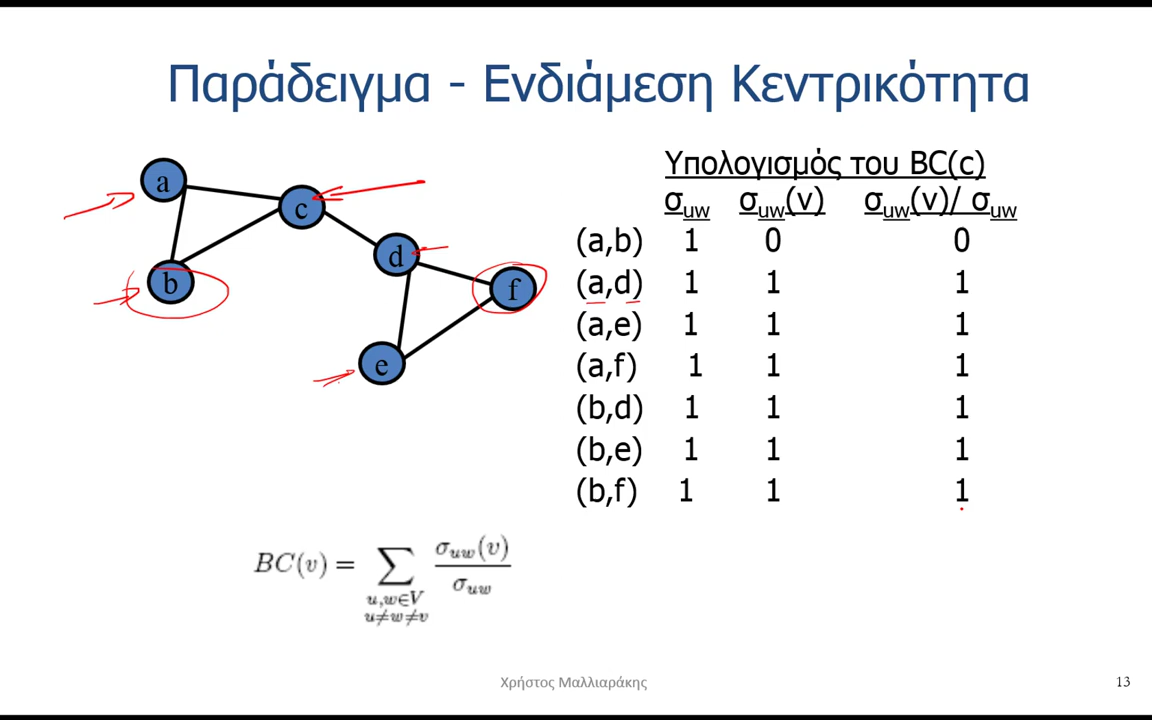 Παράδειγμα - Ενδιάμεση Κεντρικότητα
a
c
b
d
f
e
Υπολογισμός του BC(c)
σuw σuw(v) σuw(v)/ σuw
(a,b) 1 0 0
(a,d) 1 1 1
(a,e) 1 1 1
(a,f) 1 1 1
(b,d) 1 1 1
(b,e) 1 1 1
(b,f) 1 1 1
BC(v) = ∑ σuw(v) / σuw
u,w∈V
u≠w≠v
Χρήστος Μαλλιαράκης
13